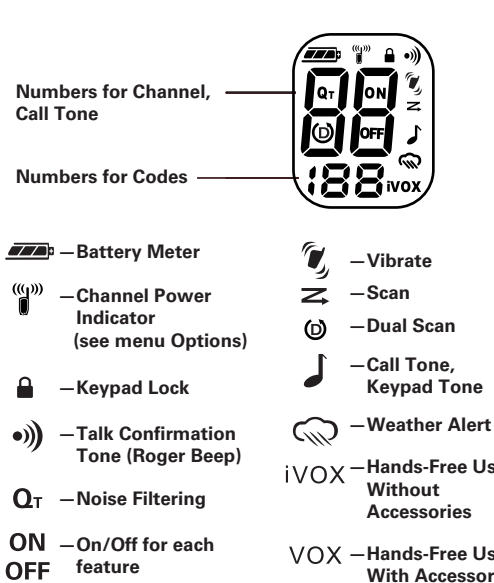 Numbers for Channel,
Call Tone
Numbers for Codes
QT ON
D OFF
188 iVOX
—Battery Meter
—Channel Power
Indicator
(see menu Options)
—Keypad Lock
—Talk Confirmation
Tone (Roger Beep)
QT —Noise Filtering
ON —On/Off for each
OFF feature
—Vibrate
—Scan
D —Dual Scan
—Call Tone,
Keypad Tone
—Weather Alert
iVOX —Hands-Free Us
Without
Accessories
VOX —Hands-Free Us
With Accessor